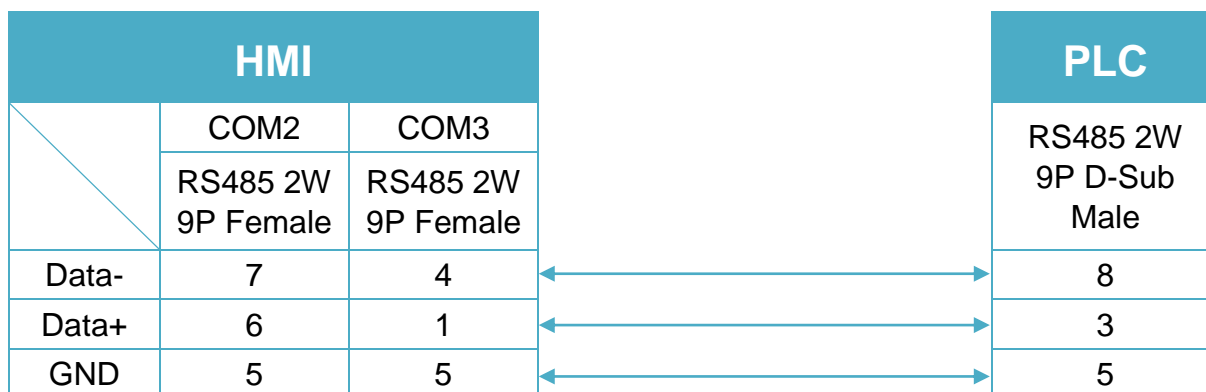 HMI PLC
COM2 COM3
RS485 2W RS485 2W RS485 2W
9P Female 9P Female 9P D-Sub
Male
Data- 7 4 8
Data+ 6 1 3
GND 5 5 5